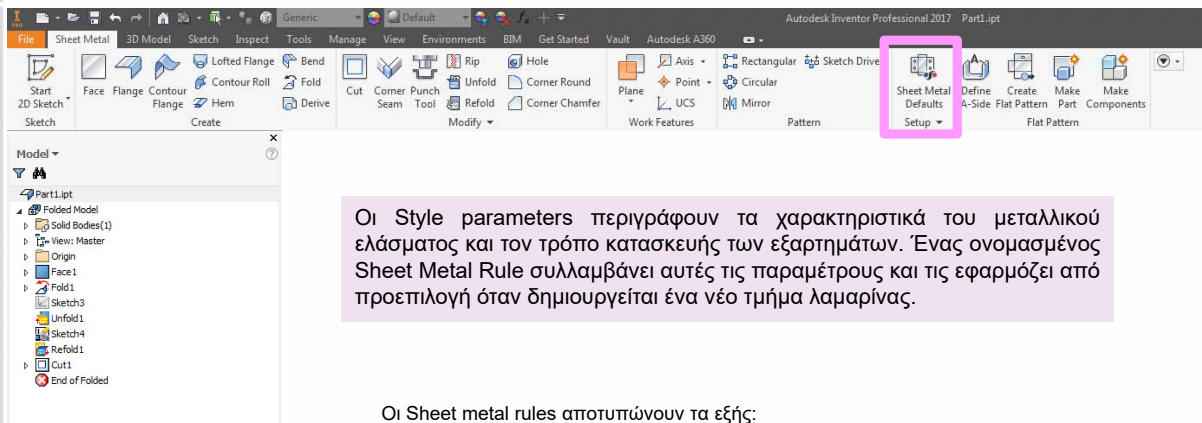 I PRO Generic Default fx Autodesk Inventor Professional 2017 Part1.ipt
File Sheet Metal 3D Model Sketch Inspect Tools Manage View Environments BIM Get Started Vault Autodesk A360
Start 2D Sketch
Sketch
Face Flange Contour Flange
Lofted Flange
Contour Roll
Hem
Bend
Fold
Derive
Create
Cut Corner Seam Punch Tool
Rip
Unfold
Refold
Hole
Corner Round
Corner Chamfer
Modify
Plane
Axis
Point
UCS
Work Features
Rectangular Sketch Drive
Circular
Mirror
Pattern
Sheet Metal Defaults
Setup
Define A-Side Create Flat Pattern Make Part Make Components
Flat Pattern
Model
Part1.ipt
Folded Model
Solid Bodies(1)
View: Master
Origin
Face1
Fold1
Sketch3
Unfold1
Sketch4
Refold1
Cut1
End of Folded
Οι Style parameters περιγράφουν τα χαρακτηριστικά του μεταλλικού
ελάσματος και τον τρόπο κατασκευής των εξαρτημάτων. Ένας ονομασμένος
Sheet Metal Rule συλλαμβάνει αυτές τις παραμέτρους και τις εφαρμόζει από
προεπιλογή όταν δημιουργείται ένα νέο τμήμα λαμαρίνας.
Οι Sheet metal rules αποτυπώνουν τα εξής: